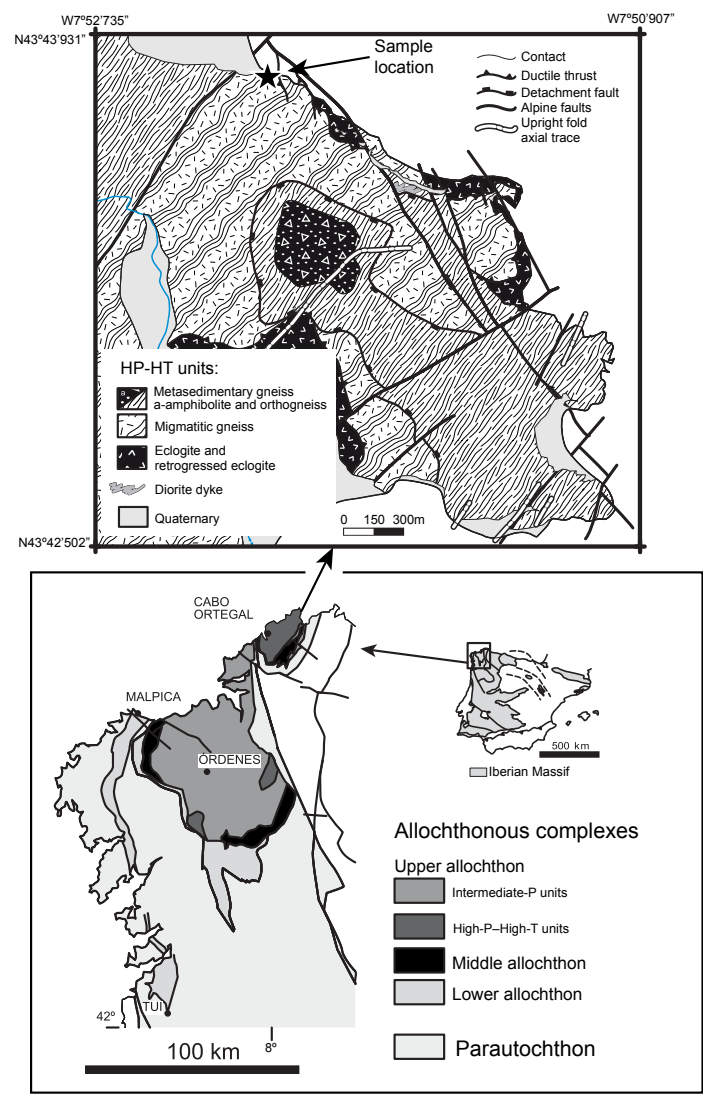 W7º52’735”
W7º50’907”
N43º43’931”
Sample
location
Contact
Ductile thrust
Detachment fault
Alpine faults
Upright fold
axial trace
HP-HT units:
a
Metasedimentary gneiss
a-amphibolite and orthogneiss
Migmatitic gneiss
Eclogite and
retrogressed eclogite
Diorite dyke
Quaternary
0 150 300m
N43º42’502”
CABO
ORTEGAL
MALPICA
ÓRDENES
500 km
Iberian Massif
Allochthonous complexes
Upper allochthon
Intermediate-P units
High-P–High-T units
Middle allochthon
Lower allochthon
Parautochthon
TUI
42º
8º
100 km